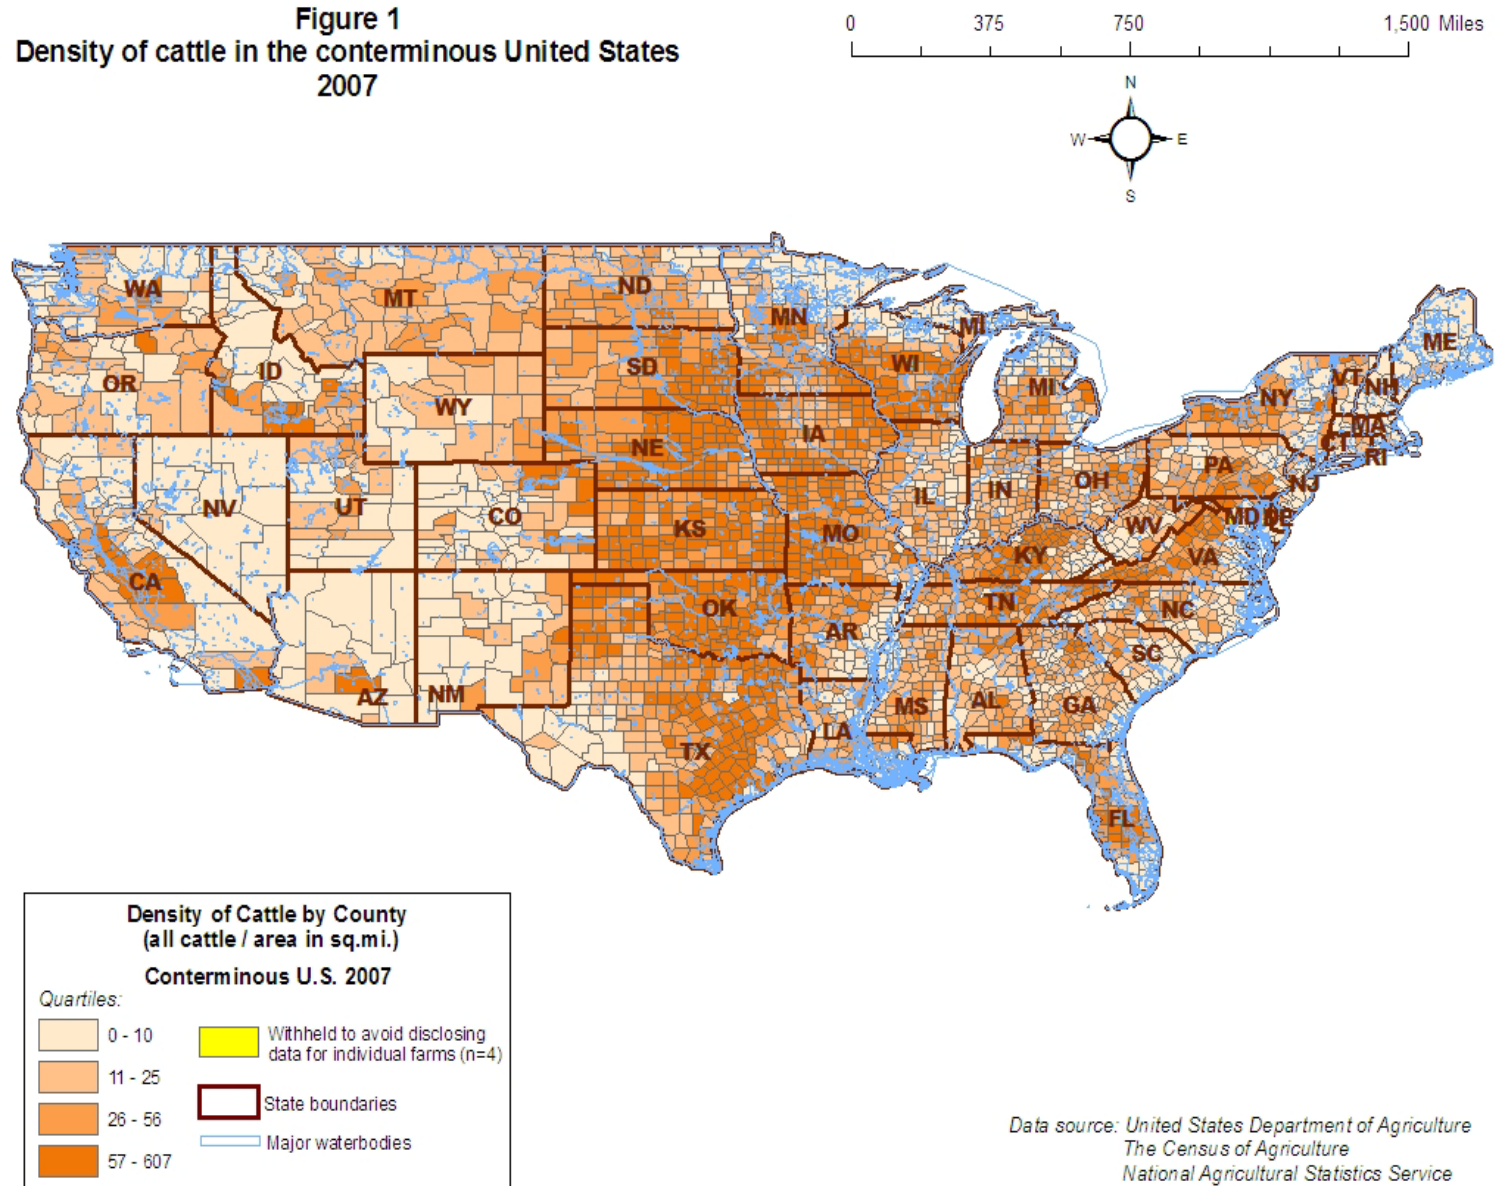 Figure 1
Density of cattle in the conterminous United States
2007
0 375 750 1,500 Miles
N
W E
S
WA
MT
ND
MN
MI
ME
OR
ID
SD
WI
MI
VT
NH
NY
WY
MA
NE
IA
RI
PA
NV
UT
CO
IL
IN
OH
NJ
KS
MO
WV
MD
VA
CA
KY
OK
TN
NC
AR
SC
AZ
NM
MS
AL
GA
LA
TX
FL
Density of Cattle by County
(all cattle / area in sq.mi.)
Conterminous U.S. 2007
Quartiles:
0 - 10
11 - 25
26 - 56
57 - 607
Withheld to avoid disclosing
data for individual farms (n=4)
State boundaries
Major waterbodies
Data source: United States Department of Agriculture
The Census of Agriculture
National Agricultural Statistics Service